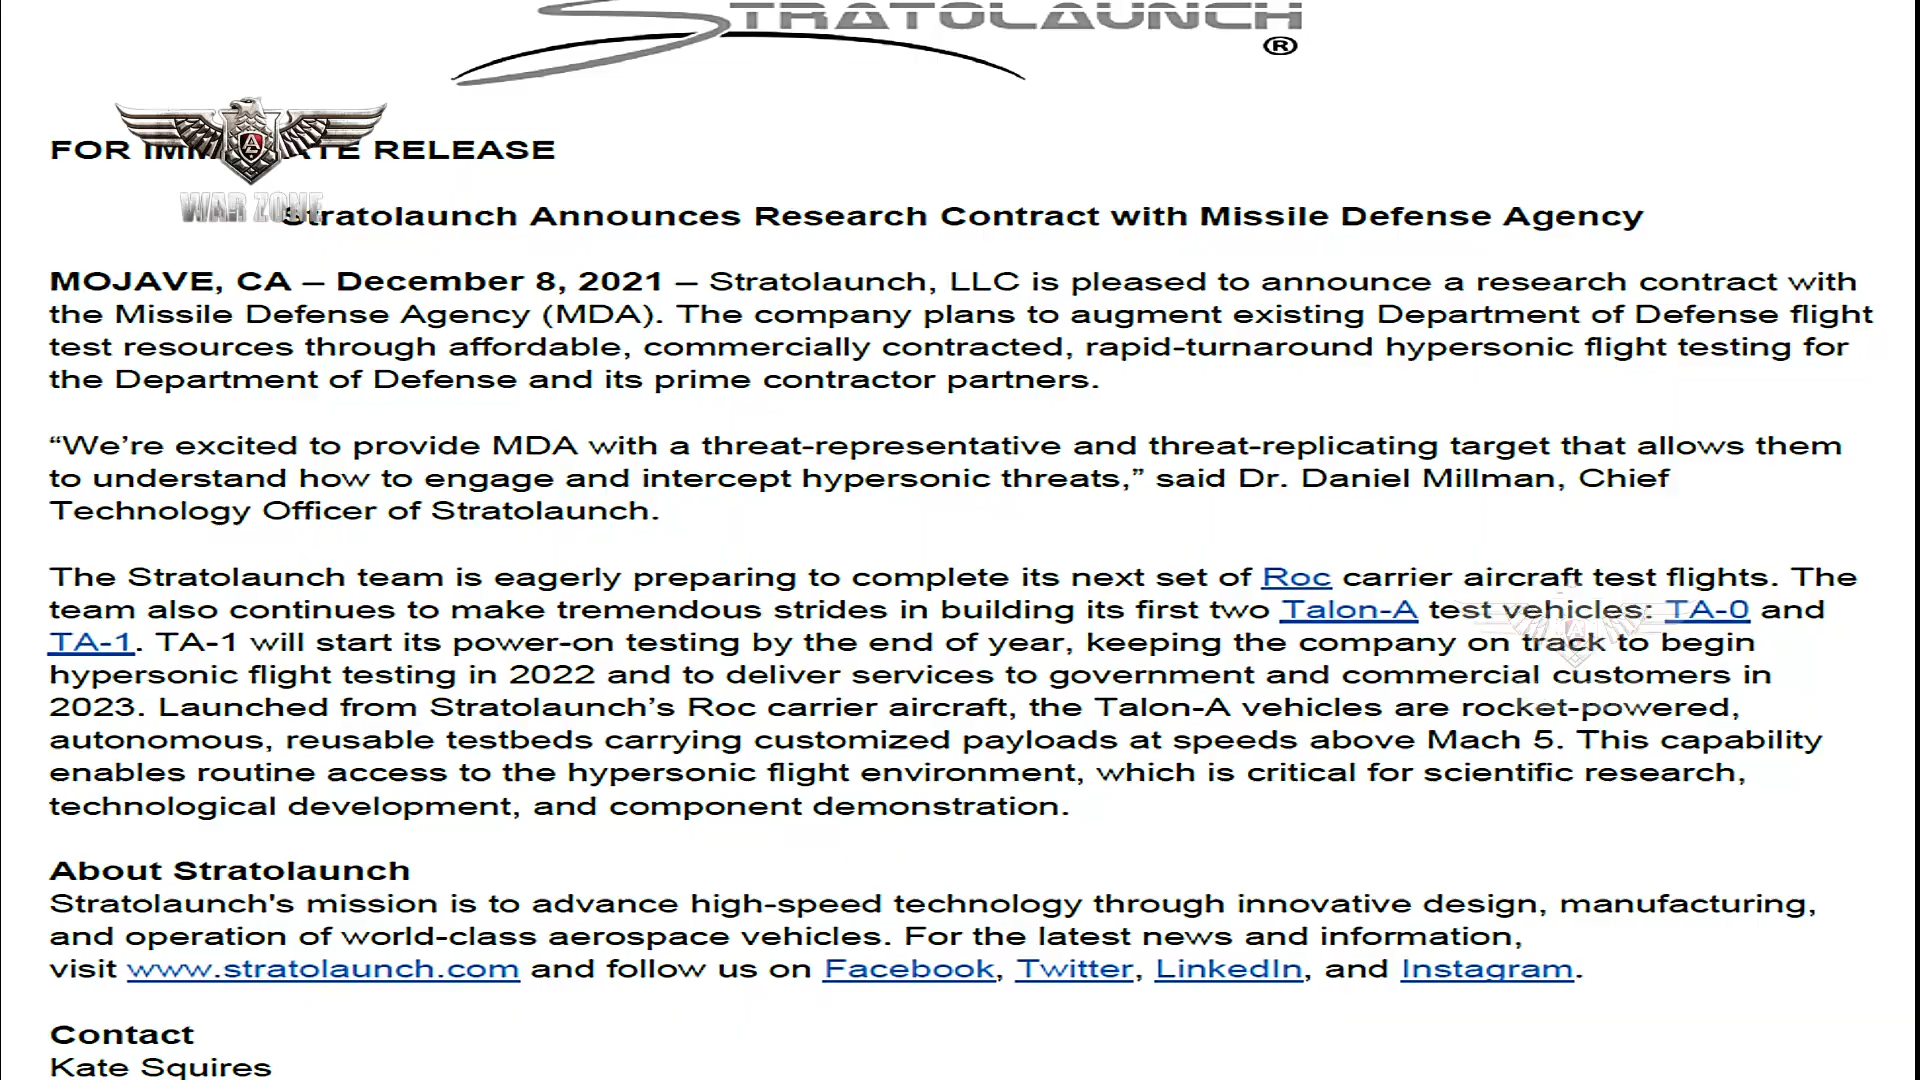 STRATOLAUNCH
®
FOR IMMEDIATE RELEASE
WAR ZONE
Stratolaunch Announces Research Contract with Missile Defense Agency
MOJAVE, CA – December 8, 2021 – Stratolaunch, LLC is pleased to announce a research contract with
the Missile Defense Agency (MDA). The company plans to augment existing Department of Defense flight
test resources through affordable, commercially contracted, rapid-turnaround hypersonic flight testing for
the Department of Defense and its prime contractor partners.
“We’re excited to provide MDA with a threat-representative and threat-replicating target that allows them
to understand how to engage and intercept hypersonic threats,” said Dr. Daniel Millman, Chief
Technology Officer of Stratolaunch.
The Stratolaunch team is eagerly preparing to complete its next set of Roc carrier aircraft test flights. The
team also continues to make tremendous strides in building its first two Talon-A test vehicles: TA-0 and
TA-1. TA-1 will start its power-on testing by the end of year, keeping the company on track to begin
hypersonic flight testing in 2022 and to deliver services to government and commercial customers in
2023. Launched from Stratolaunch’s Roc carrier aircraft, the Talon-A vehicles are rocket-powered,
autonomous, reusable testbeds carrying customized payloads at speeds above Mach 5. This capability
enables routine access to the hypersonic flight environment, which is critical for scientific research,
technological development, and component demonstration.
About Stratolaunch
Stratolaunch's mission is to advance high-speed technology through innovative design, manufacturing,
and operation of world-class aerospace vehicles. For the latest news and information,
visit www.stratolaunch.com and follow us on Facebook, Twitter, LinkedIn, and Instagram.
Contact
Kate Squires